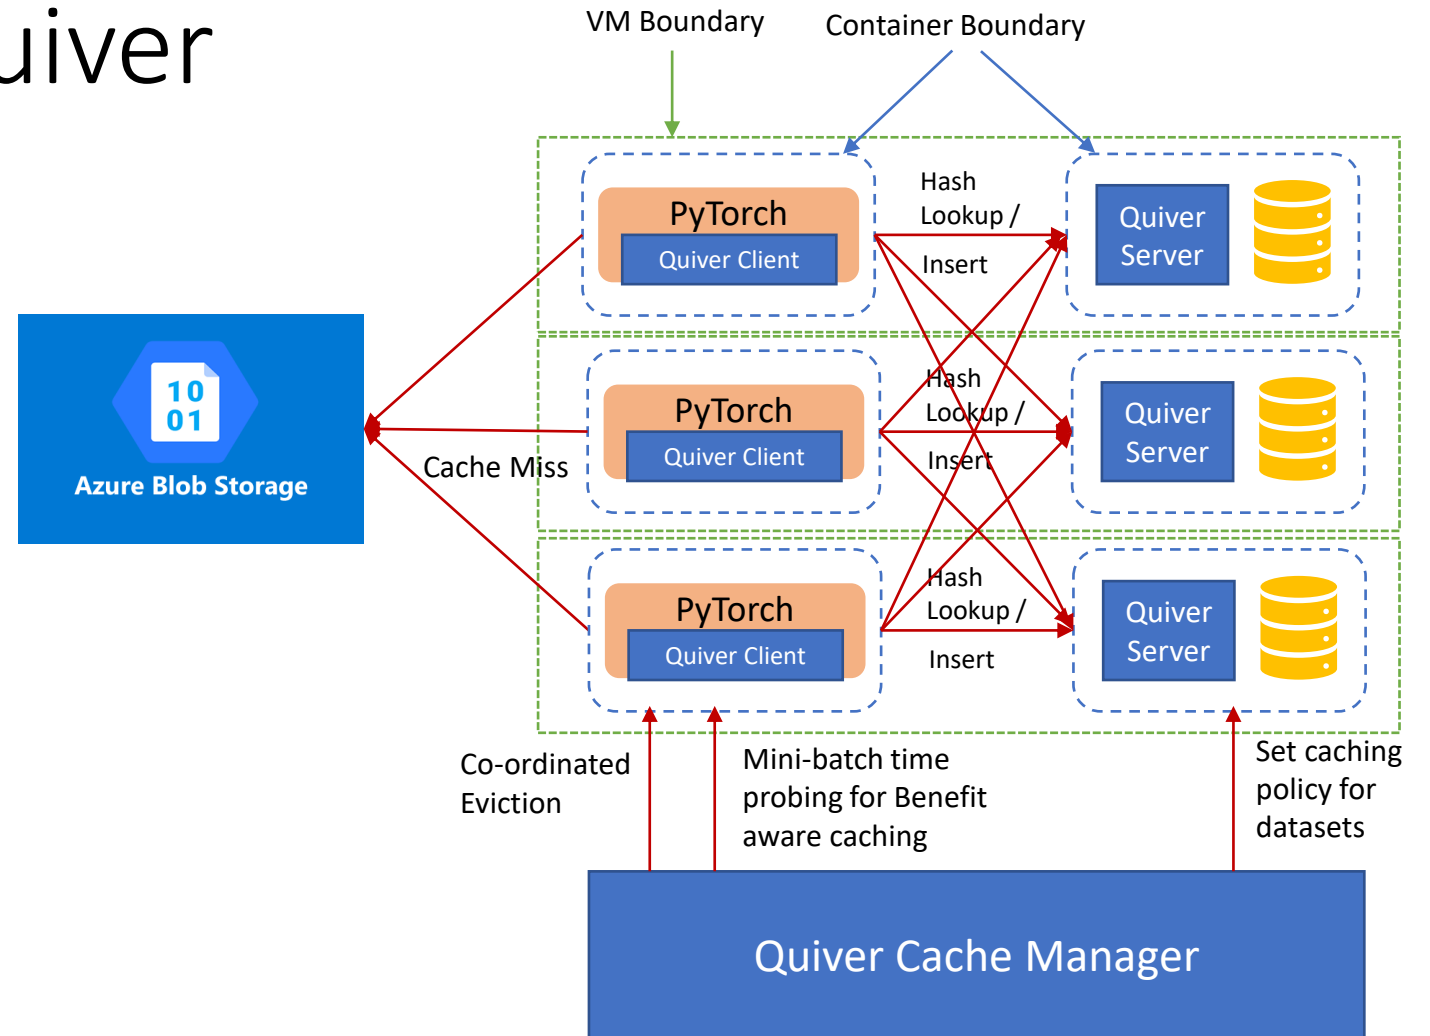 uiver
VM Boundary
Container Boundary
PyTorch
Quiver Client
Hash
Lookup /
Insert
Quiver
Server
10
01
Azure Blob Storage
Cache Miss
PyTorch
Quiver Client
Hash
Lookup /
Insert
Quiver
Server
PyTorch
Quiver Client
Hash
Lookup /
Insert
Quiver
Server
Co-ordinated
Eviction
Mini-batch time
probing for Benefit
aware caching
Set caching
policy for
datasets
Quiver Cache Manager